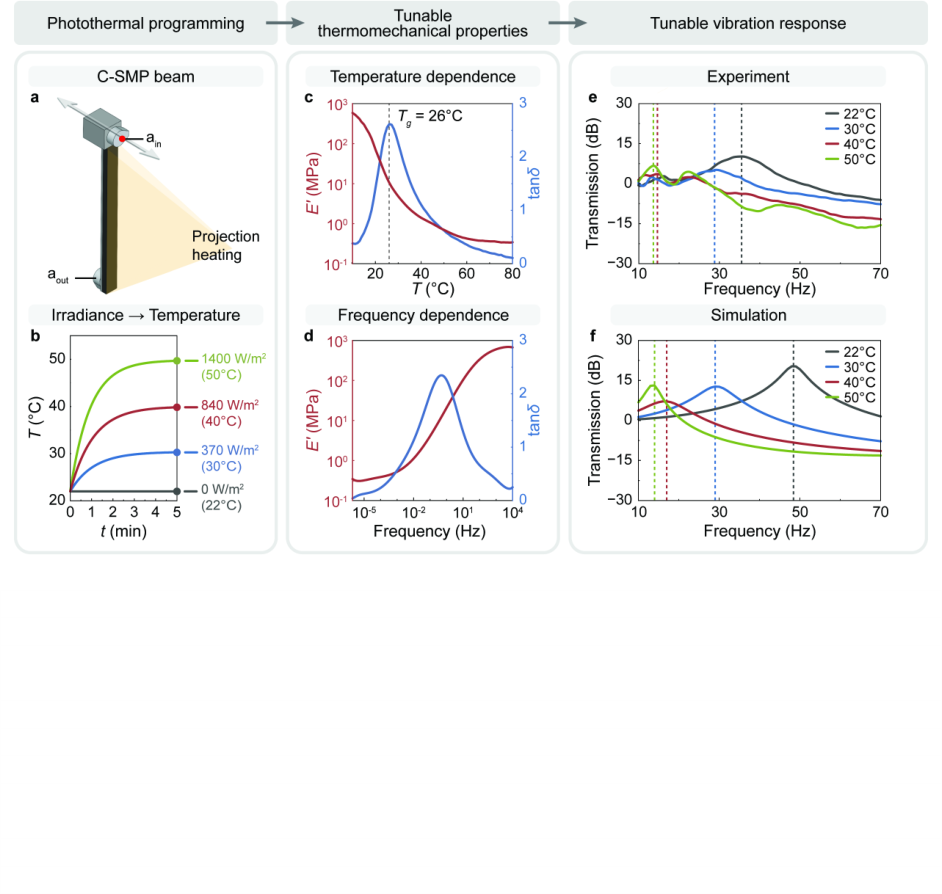 Photothermal programming
Tunable
thermomechanical properties
Tunable vibration response
C-SMP beam
a
a_in
Projection
heating
a_out
Irradiance → Temperature
b
T (°C)
50
40
30
20
0 1 2 3 4 5
t (min)
1400 W/m²
(50°C)
840 W/m²
(40°C)
370 W/m²
(30°C)
0 W/m²
(22°C)
Temperature dependence
c
T_g = 26°C
E′ (MPa)
10³
10²
10¹
10⁰
10⁻¹
tanδ
3
2
1
0
20 40 60 80
T (°C)
Frequency dependence
d
E′ (MPa)
10³
10²
10¹
10⁰
10⁻¹
tanδ
3
2
1
0
10⁻⁵ 10⁻² 10¹ 10⁴
Frequency (Hz)
Experiment
e
Transmission (dB)
30
15
0
−15
−30
22°C
30°C
40°C
50°C
10 30 50 70
Frequency (Hz)
Simulation
f
Transmission (dB)
30
15
0
−15
−30
22°C
30°C
40°C
50°C
10 30 50 70
Frequency (Hz)